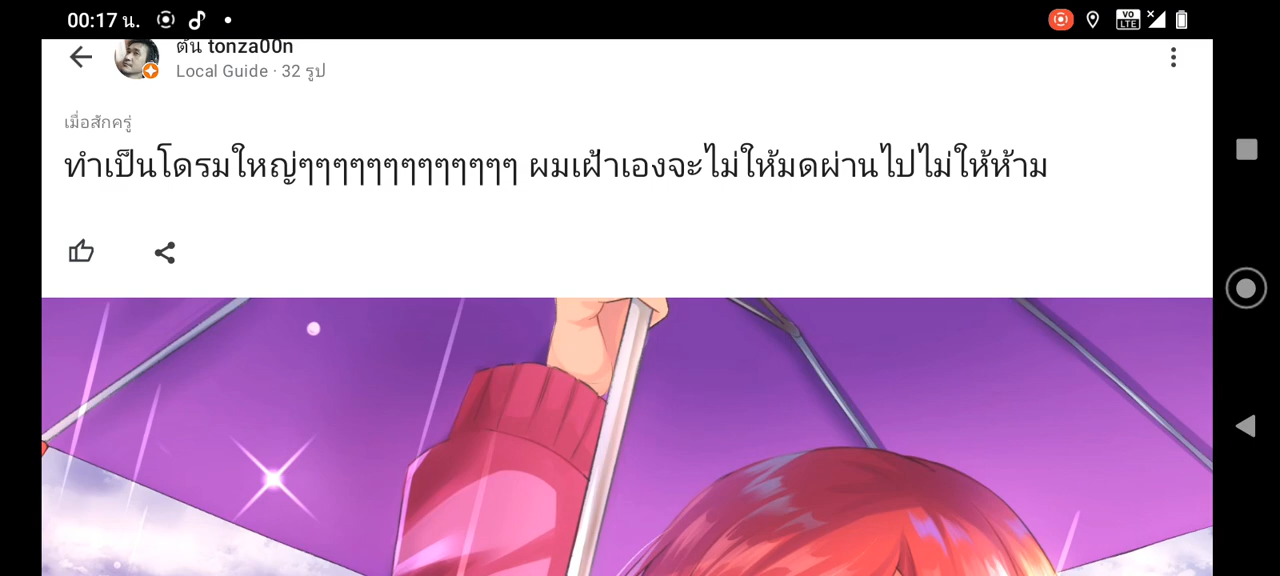 00:17 น.
VO LTE
ต้น tonza00n
Local Guide · 32 รูป
เมื่อสักครู่
ทำเป็นโดรมใหญ่ๆๆๆๆๆๆๆๆๆๆๆๆๆ ผมเฝ้าเองจะไม่ให้มดผ่านไปไม่ให้ห้าม